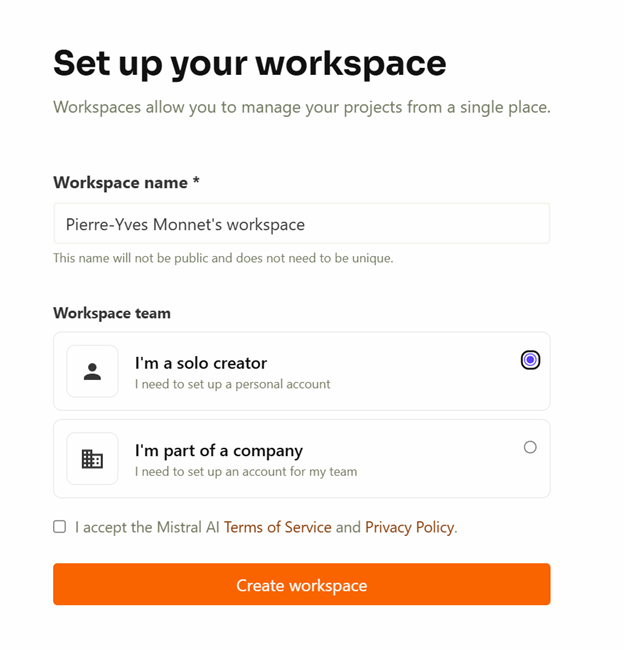 Set up your workspace
Workspaces allow you to manage your projects from a single place.
Workspace name *
Pierre-Yves Monnet's workspace
This name will not be public and does not need to be unique.
Workspace team
I'm a solo creator
I need to set up a personal account
I'm part of a company
I need to set up an account for my team
I accept the Mistral AI Terms of Service and Privacy Policy.
Create workspace